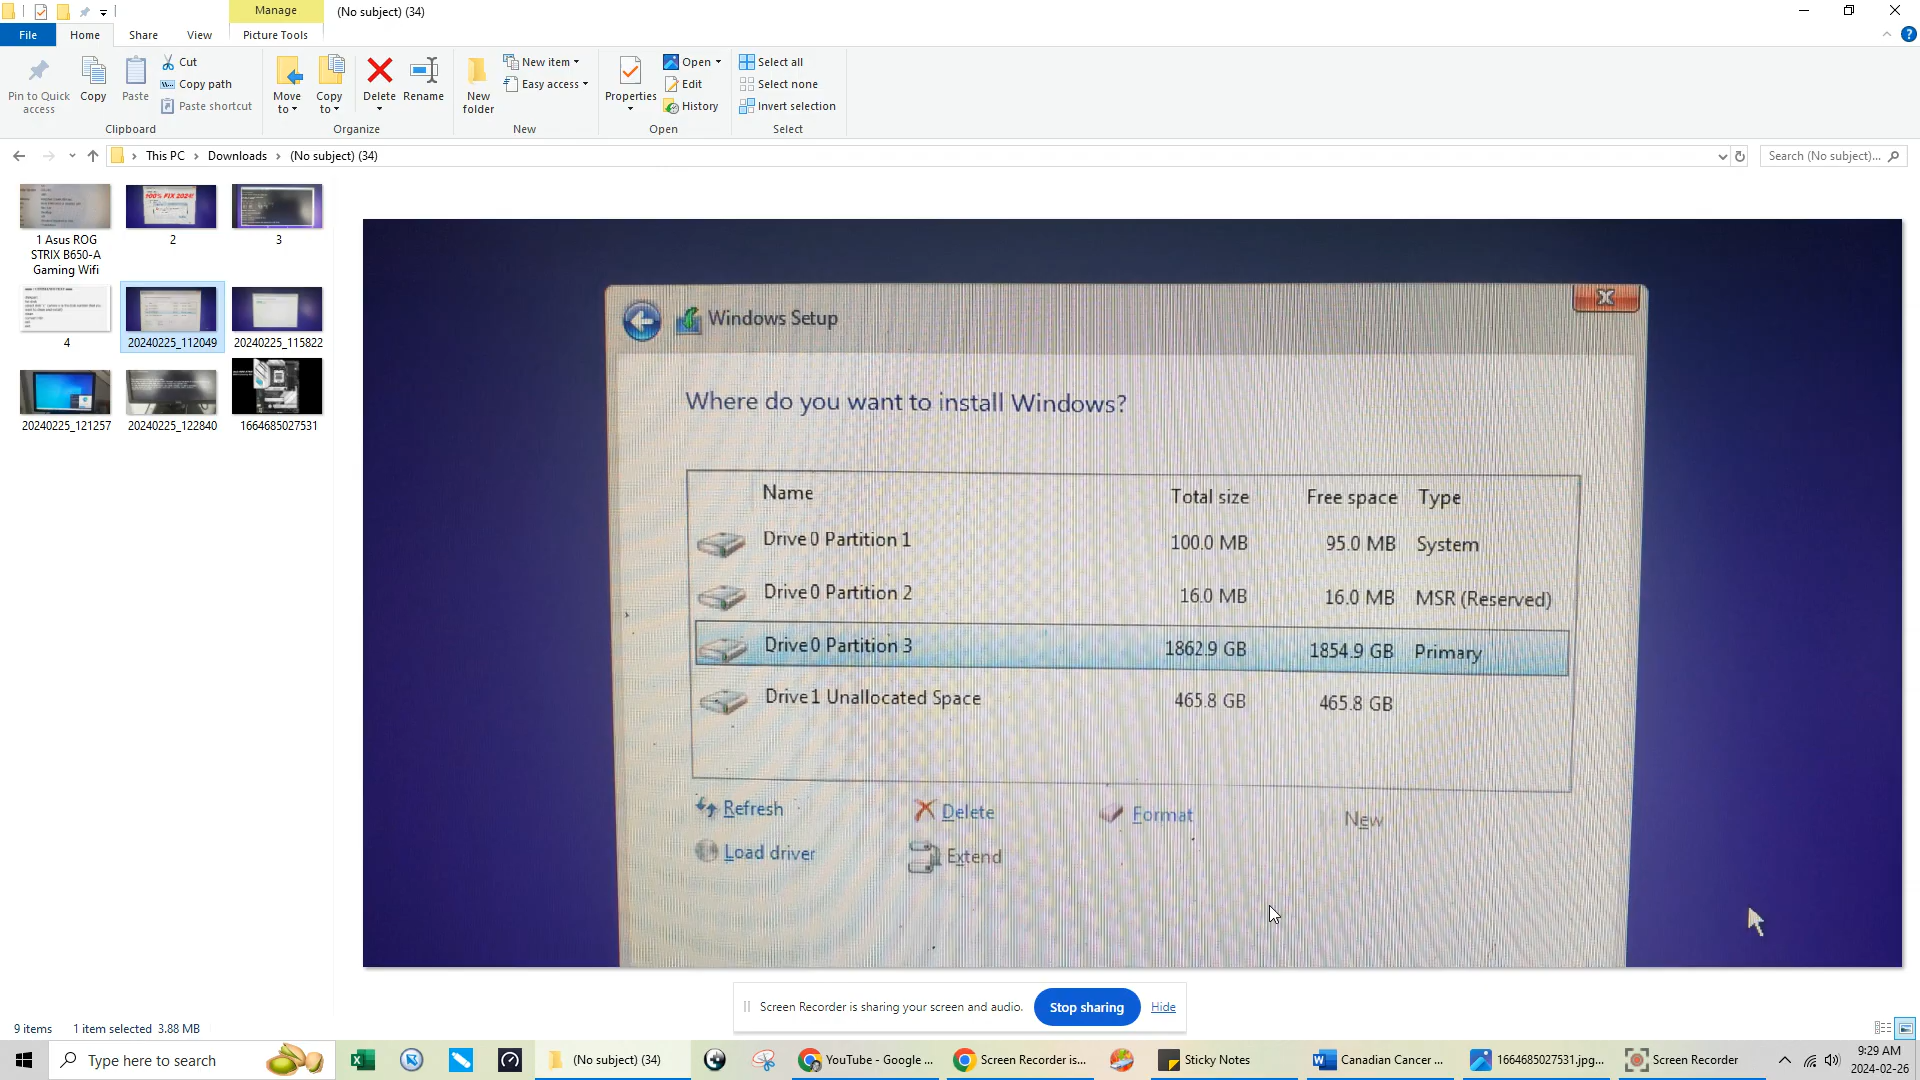 Manage
(No subject) (34)
File
Home
Share
View
Picture Tools
Pin to Quick access
Copy
Paste
Cut
Copy path
Paste shortcut
Clipboard
Move to
Copy to
Delete
Rename
Organize
New folder
New item
Easy access
New
Properties
Open
Edit
History
Open
Select all
Select none
Invert selection
Select
This PC
Downloads
(No subject) (34)
Search (No subject)...
100% FIX 2024!
1 Asus ROG
STRIX B650-A
Gaming Wifi
2
3
4
20240225_112049
20240225_115822
20240225_121257
20240225_122840
1664685027531
Windows Setup
X
Where do you want to install Windows?
Name Total size Free space Type
Drive 0 Partition 1 100.0 MB 95.0 MB System
Drive 0 Partition 2 16.0 MB 16.0 MB MSR (Reserved)
Drive 0 Partition 3 1862.9 GB 1854.9 GB Primary
Drive 1 Unallocated Space 465.8 GB 465.8 GB
Refresh Delete Format New
Load driver Extend
Screen Recorder is sharing your screen and audio. Stop sharing Hide
9 items 1 item selected 3.88 MB
Type here to search
(No subject) (34)
YouTube - Google ...
Screen Recorder is...
Sticky Notes
Canadian Cancer ...
1664685027531.jpg...
Screen Recorder
9:29 AM
2024-02-26